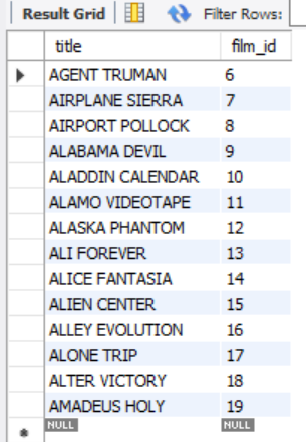 Result Grid Filter Rows:
title film_id
AGENT TRUMAN 6
AIRPLANE SIERRA 7
AIRPORT POLLOCK 8
ALABAMA DEVIL 9
ALADDIN CALENDAR 10
ALAMO VIDEOTAPE 11
ALASKA PHANTOM 12
ALI FOREVER 13
ALICE FANTASIA 14
ALIEN CENTER 15
ALLEY EVOLUTION 16
ALONE TRIP 17
ALTER VICTORY 18
AMADEUS HOLY 19
NULL NULL